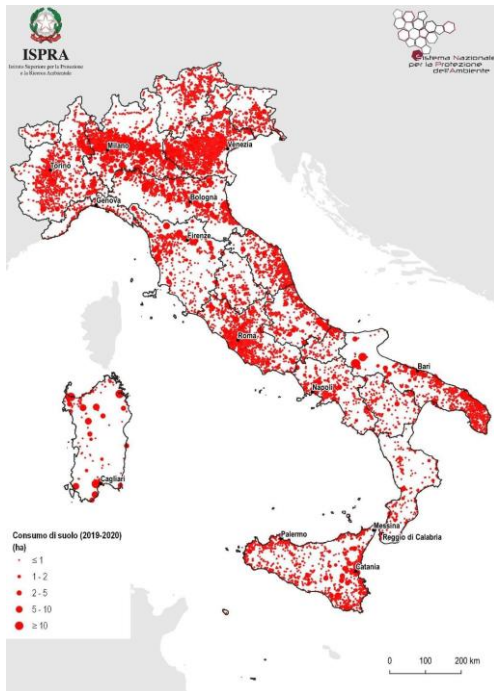 ISPRA
Istituto Superiore per la Protezione
e la Ricerca Ambientale
Sistema Nazionale
per la Protezione
dell'Ambiente
Milano
Venezia
Torino
Genova
Bologna
Firenze
Roma
Napoli
Bari
Cagliari
Messina
Palermo
Reggio di Calabria
Catania
Consumo di suolo (2019-2020)
(ha)
≤ 1
1 - 2
2 - 5
5 - 10
≥ 10
0 100 200 km